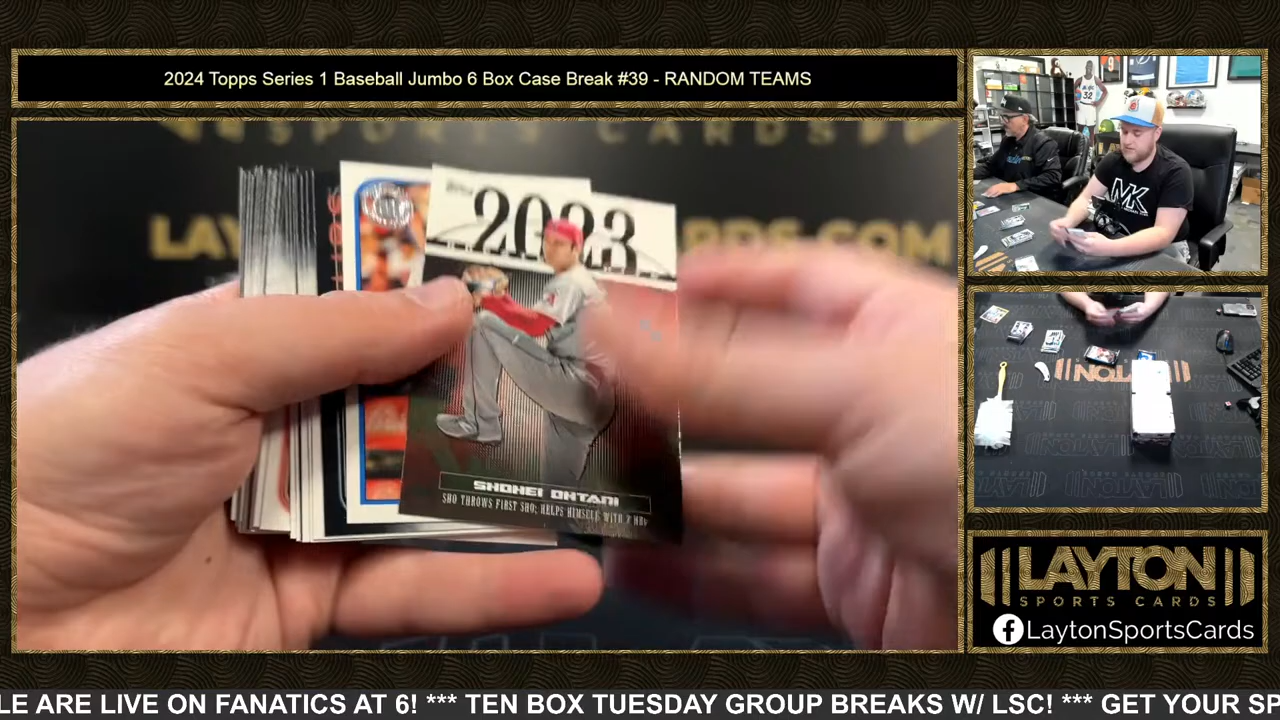 2024 Topps Series 1 Baseball Jumbo 6 Box Case Break #39 - RANDOM TEAMS
2023
SHOHEI OHTANI
SHO THROWS FIRST SHO; HELPS HIMSELF WITH 2 HRs
32
MK
LAYTON
SPORTS CARDS
LaytonSportsCards
LE ARE LIVE ON FANATICS AT 6! *** TEN BOX TUESDAY GROUP BREAKS W/ LSC! *** GET YOUR SP